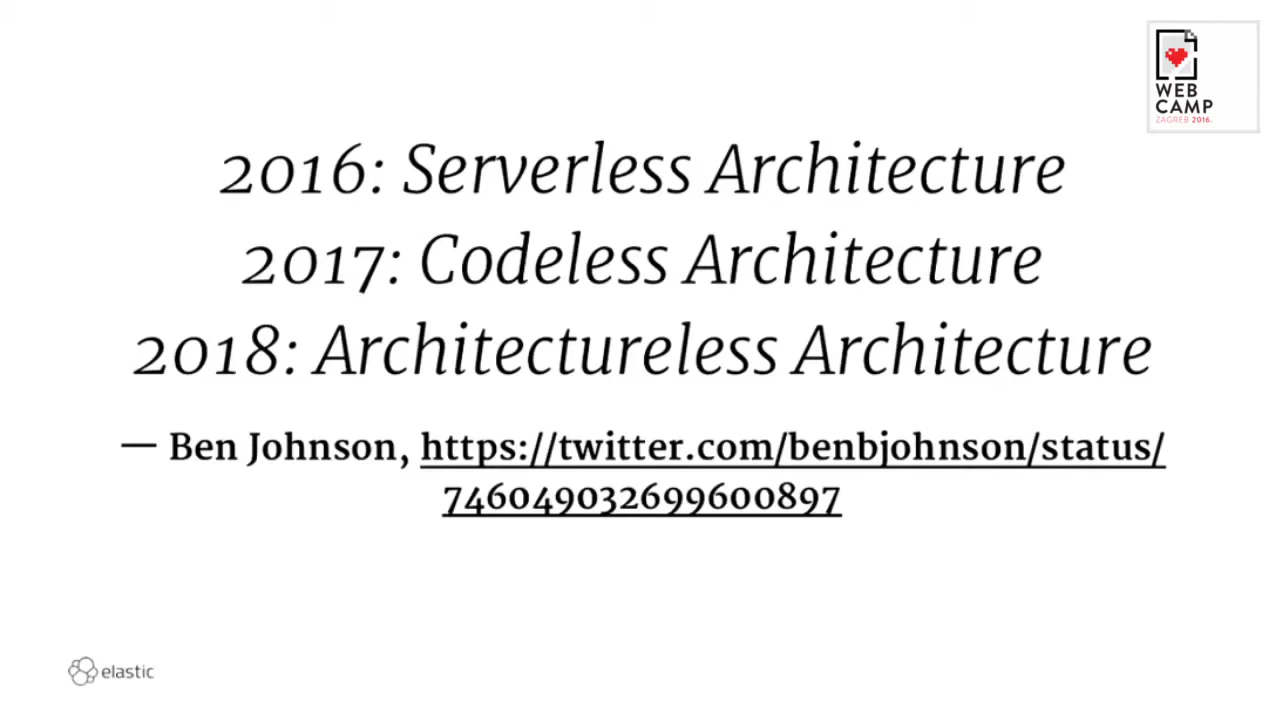 WEB
CAMP
ZAGREB 2016.
2016: Serverless Architecture
2017: Codeless Architecture
2018: Architectureless Architecture
— Ben Johnson, https://twitter.com/benbjohnson/status/
746049032699600897
elastic